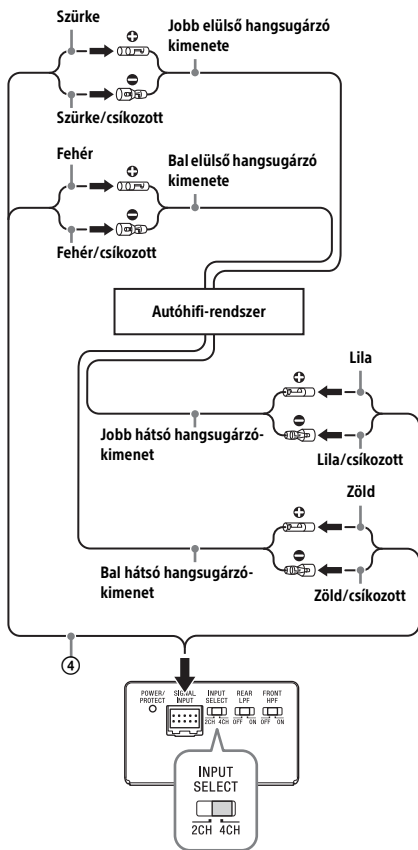 Szürke
Jobb elülső hangsugárzó
kimenete
Szürke/csíkozott
Fehér
Bal elülső hangsugárzó
kimenete
Fehér/csíkozott
Autóhifi-rendszer
Lila
Jobb hátsó hangsugárzó-
kimenet
Lila/csíkozott
Zöld
Bal hátsó hangsugárzó-
kimenet
Zöld/csíkozott
④
POWER/
PROTECT
SIGNAL
INPUT
INPUT
SELECT
REAR
LPF
FRONT
HPF
2CH 4CH
OFF ON
OFF ON
INPUT
SELECT
2CH 4CH